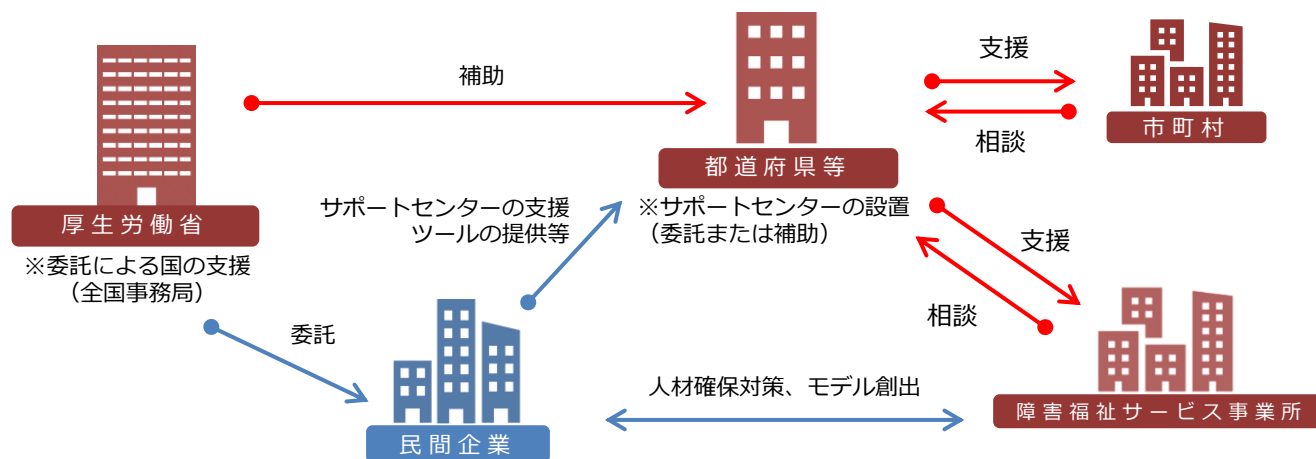 補助
支援
相談
市町村
都道府県等
厚生労働省
サポートセンターの支援
ツールの提供等
※サポートセンターの設置
（委託または補助）
※委託による国の支援
（全国事務局）
支援
相談
委託
人材確保対策、モデル創出
障害福祉サービス事業所
民間企業